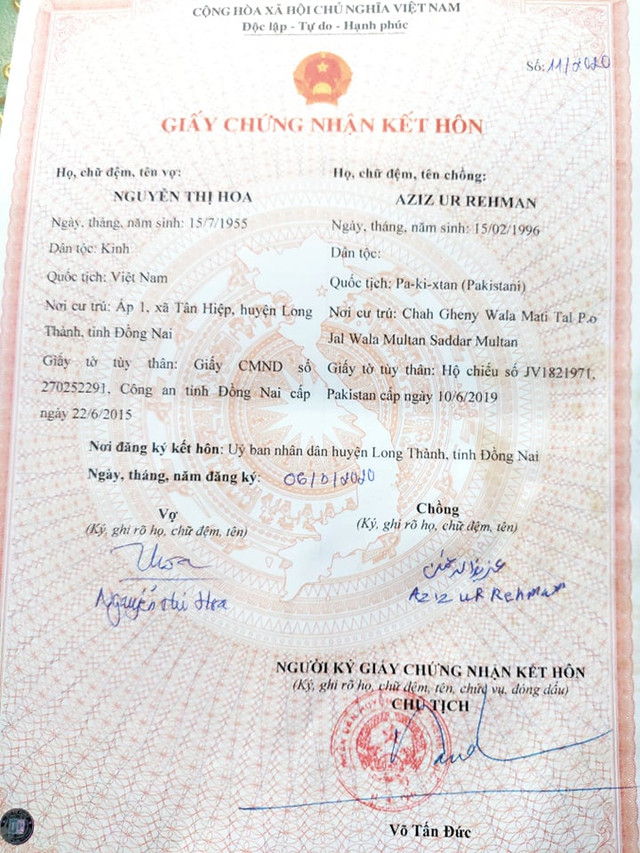 CỘNG HÒA XÃ HỘI CHỦ NGHĨA VIỆT NAM
Độc lập - Tự do - Hạnh phúc
Số: 11/2020
GIẤY CHỨNG NHẬN KẾT HÔN
Họ, chữ đệm, tên vợ:
NGUYỄN THỊ HOA
Ngày, tháng, năm sinh: 15/7/1955
Dân tộc: Kinh
Quốc tịch: Việt Nam
Nơi cư trú: Ấp 1, xã Tân Hiệp, huyện Long
Thành, tỉnh Đồng Nai
Giấy tờ tùy thân: Giấy CMND số
270252291, Công an tỉnh Đồng Nai cấp
ngày 22/6/2015
Họ, chữ đệm, tên chồng:
AZIZ UR REHMAN
Ngày, tháng, năm sinh: 15/02/1996
Dân tộc:
Quốc tịch: Pa-ki-xtan (Pakistani)
Nơi cư trú: Chah Gheny Wala Mati Tal P.o
Jal Wala Multan Saddar Multan
Giấy tờ tùy thân: Hộ chiếu số JV1821971,
Pakistan cấp ngày 10/6/2019
Nơi đăng ký kết hôn: Uỷ ban nhân dân huyện Long Thành, tỉnh Đồng Nai
Ngày, tháng, năm đăng ký:
Vợ
(Ký, ghi rõ họ, chữ đệm, tên)
Hoa
Nguyễn Thị Hoa
Chồng
(Ký, ghi rõ họ, chữ đệm, tên)
عزیزالرحمٰن
AZIZ UR Rehman
NGƯỜI KÝ GIẤY CHỨNG NHẬN KẾT HÔN
(Ký, ghi rõ họ, chữ đệm, tên, chức vụ, đóng dấu)
CHỦ TỊCH
Võ Tấn Đức